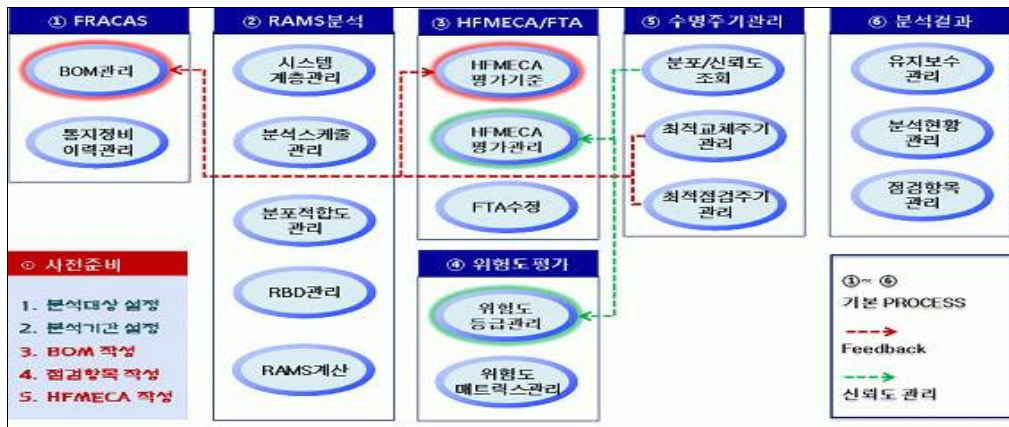 ① FRACAS
BOM관리
통지정비
이력관리
② RAMS분석
시스템
계층관리
분석스케줄
관리
분포적합도
관리
RBD관리
RAMS계산
③ HFMECA/FTA
HFMECA
평가기준
HFMECA
평가관리
FTA수정
④ 위험도평가
위험도
등급관리
위험도
매트릭스관리
⑤ 수명주기관리
분포/신뢰도
조회
최적교체주기
관리
최적점검주기
관리
⑥ 분석결과
유지보수
관리
분석현황
관리
점검항목
관리
⊙ 사전준비
1. 분석대상 설정
2. 분석기간 설정
3. BOM 작성
4. 점검항목 작성
5. HFMECA 작성
①~ ⑥
기본 PROCESS
Feedback
신뢰도 관리